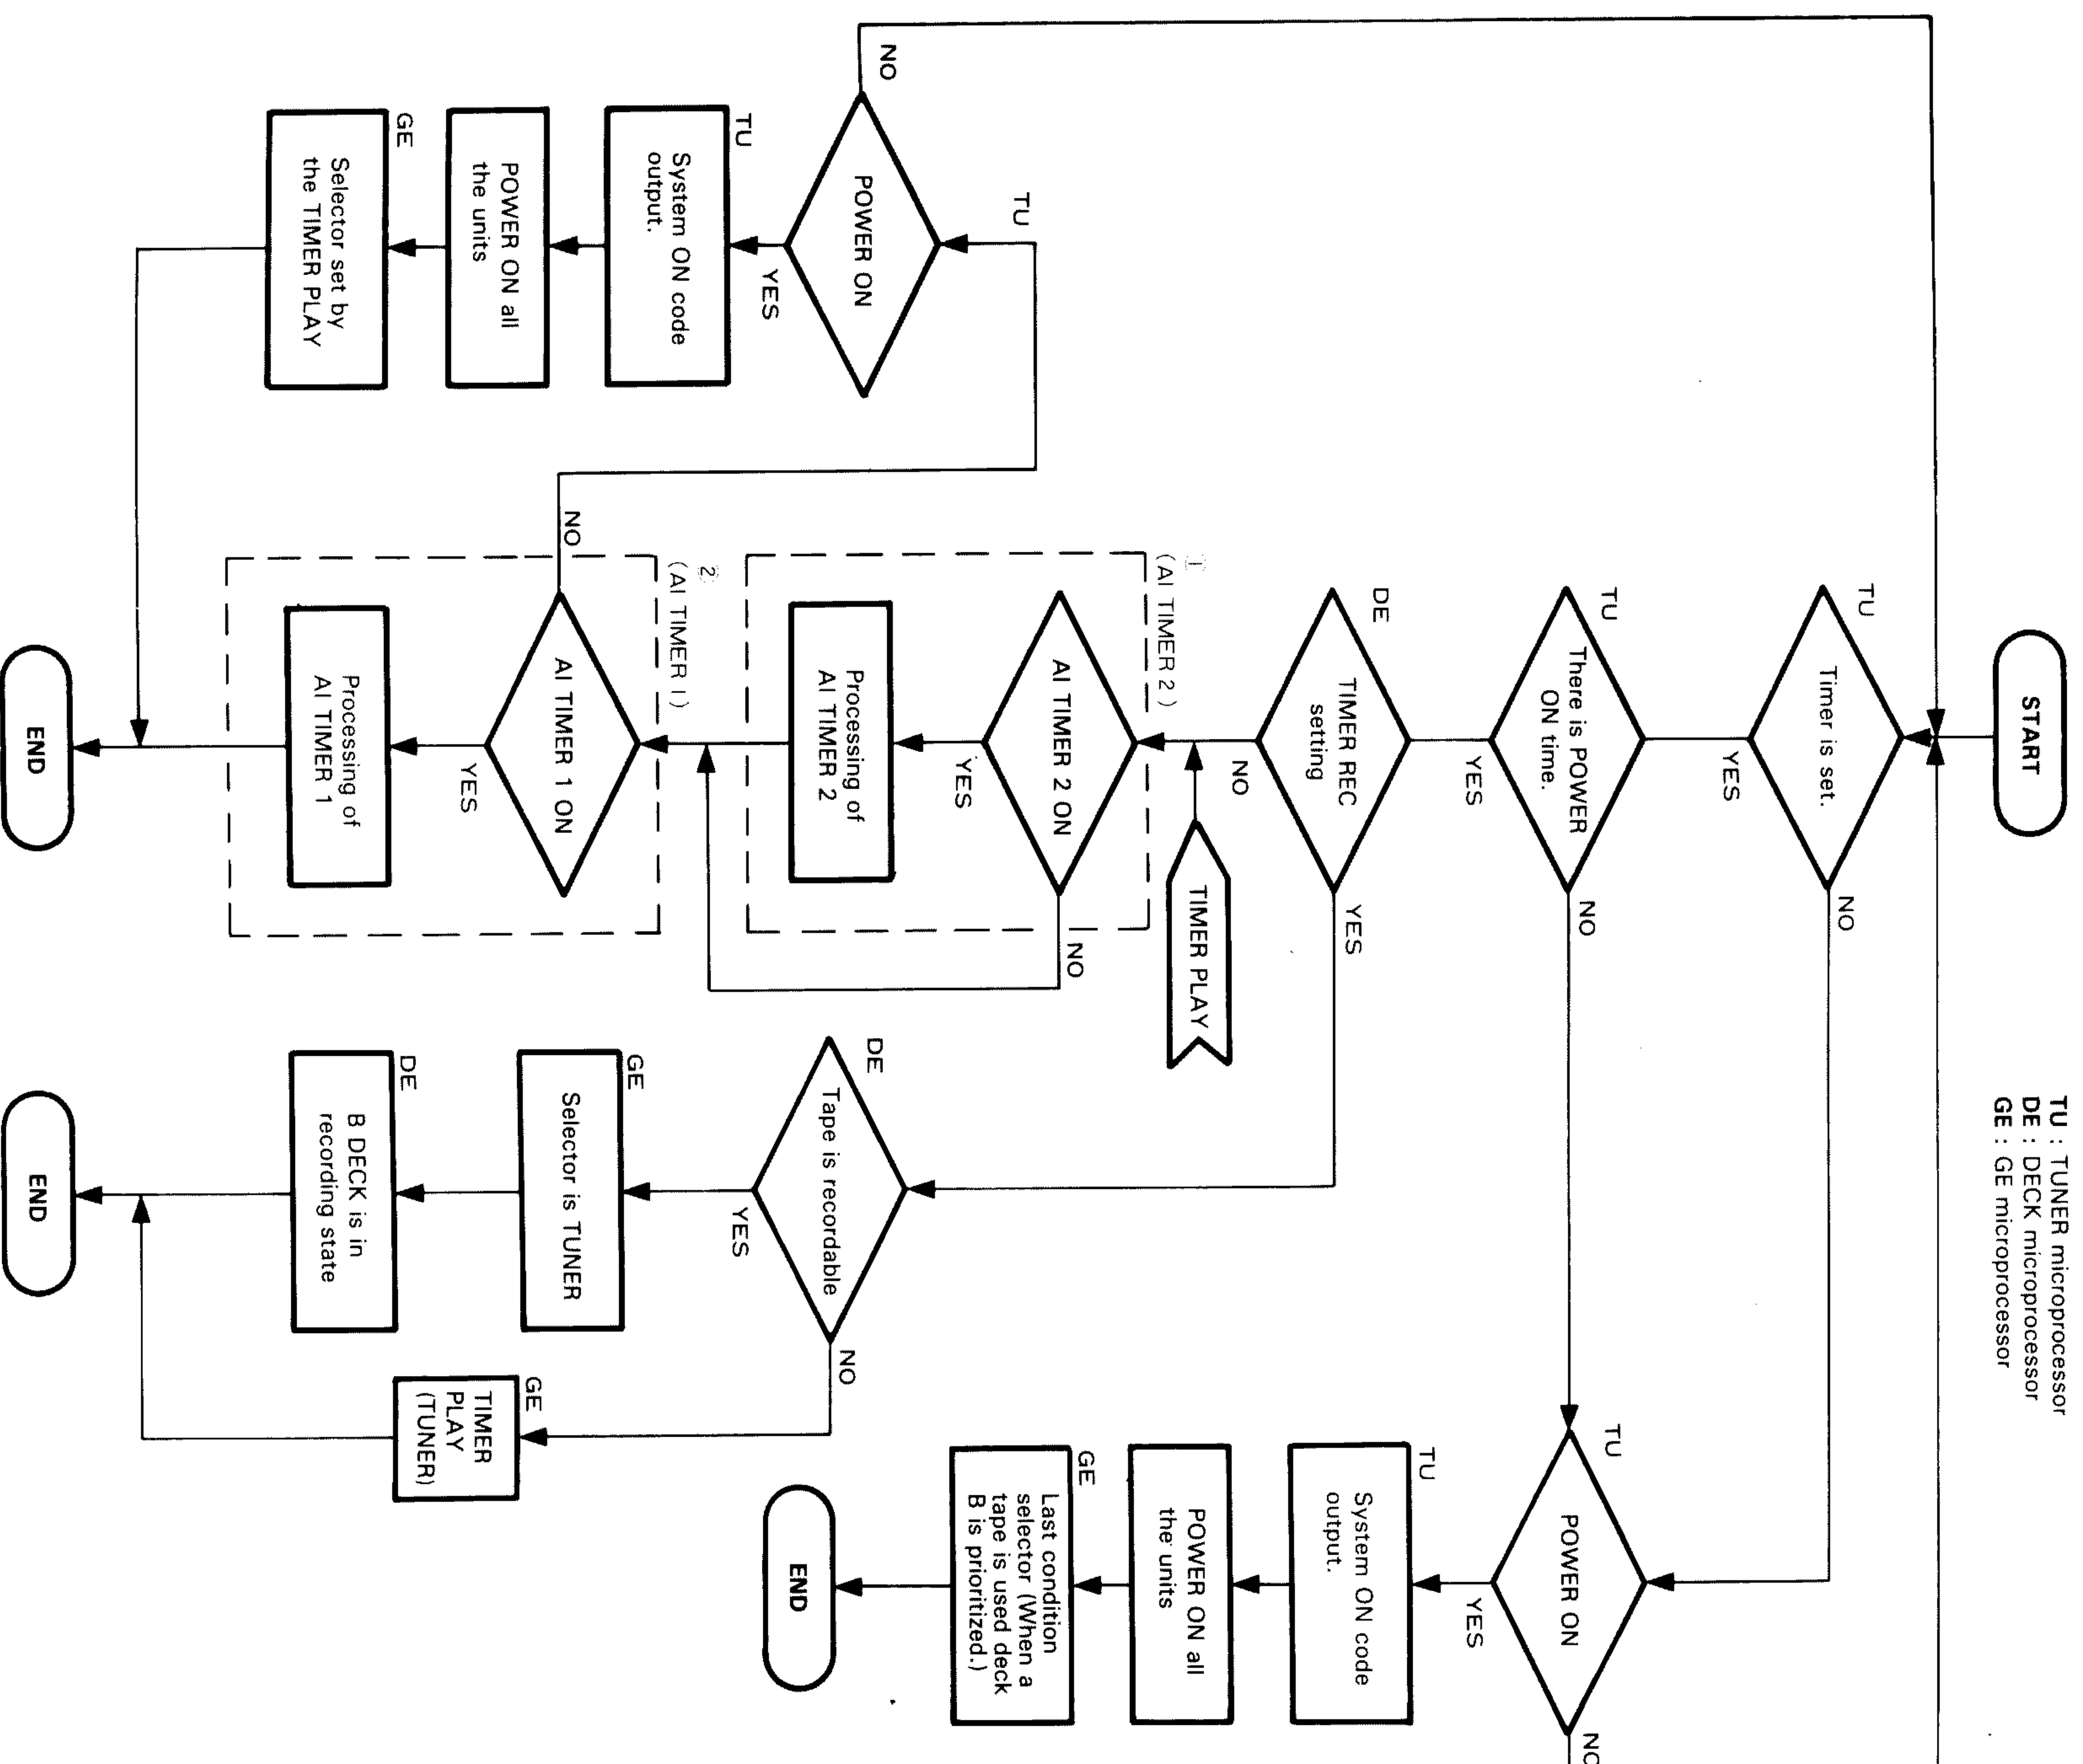 TU : TUNER microprocessor
DE : DECK microprocessor
GE : GE microprocessor
START
TU
Timer is set.
NO
YES
TU
There is POWER
ON time.
NO
YES
DE
TIMER REC
setting
YES
NO
TIMER PLAY
①
(AI TIMER 2)
AI TIMER 2 ON
NO
YES
Processing of
AI TIMER 2
②
(AI TIMER 1)
AI TIMER 1 ON
NO
YES
Processing of
AI TIMER 1
END
TU
POWER ON
NO
YES
TU
System ON code
output.
POWER ON all
the units
GE
Selector set by
the TIMER PLAY
DE
Tape is recordable
NO
YES
GE
Selector is TUNER
DE
B DECK is in
recording state
GE
TIMER
PLAY
(TUNER)
END
TU
POWER ON
NO
YES
TU
System ON code
output.
POWER ON all
the units
GE
Last condition
selector (When a
tape is used deck
B is prioritized.)
END